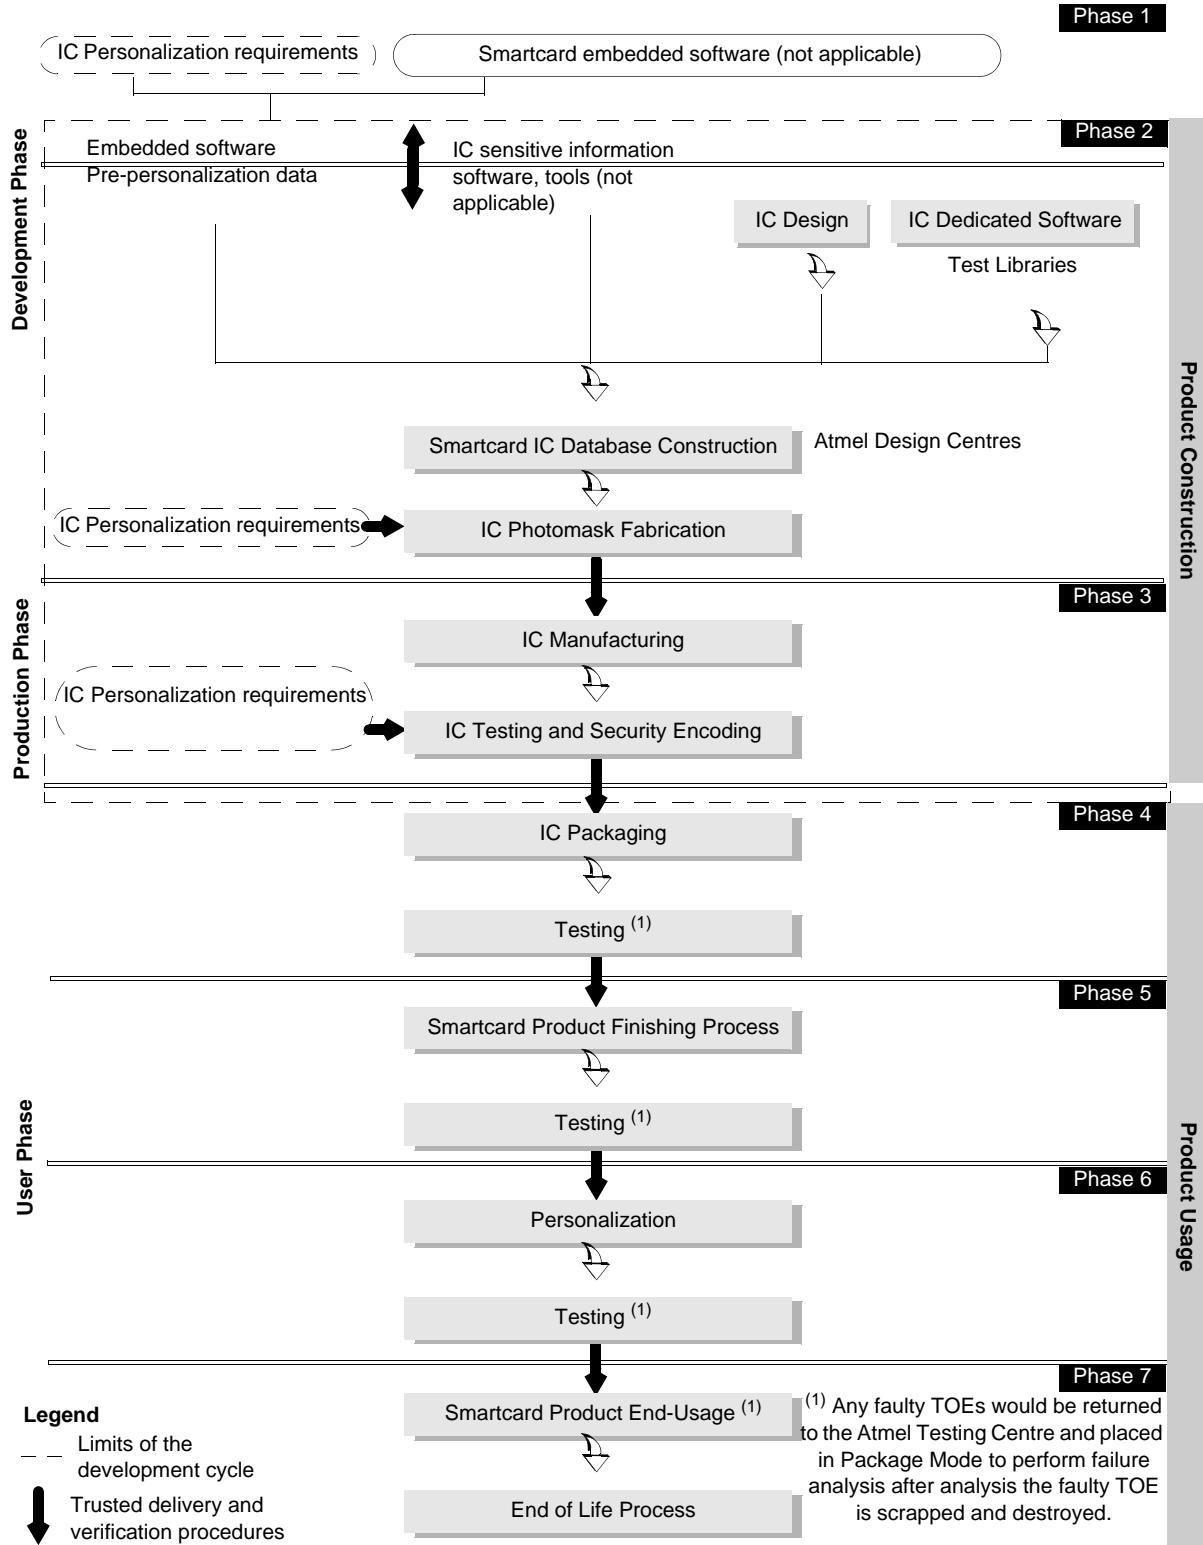 Phase 1
IC Personalization requirements
Smartcard embedded software (not applicable)
Phase 2
Development Phase
Embedded software
Pre-personalization data
IC sensitive information
software, tools (not
applicable)
IC Design
IC Dedicated Software
Test Libraries
Product Construction
Smartcard IC Database Construction
Atmel Design Centres
IC Personalization requirements
IC Photomask Fabrication
Phase 3
Production Phase
IC Manufacturing
IC Personalization requirements
IC Testing and Security Encoding
Phase 4
IC Packaging
Testing (1)
Phase 5
Smartcard Product Finishing Process
User Phase
Testing (1)
Product Usage
Phase 6
Personalization
Testing (1)
Phase 7
Smartcard Product End-Usage (1)
End of Life Process
(1) Any faulty TOEs would be returned
to the Atmel Testing Centre and placed
in Package Mode to perform failure
analysis after analysis the faulty TOE
is scrapped and destroyed.
Legend
Limits of the
development cycle
Trusted delivery and
verification procedures